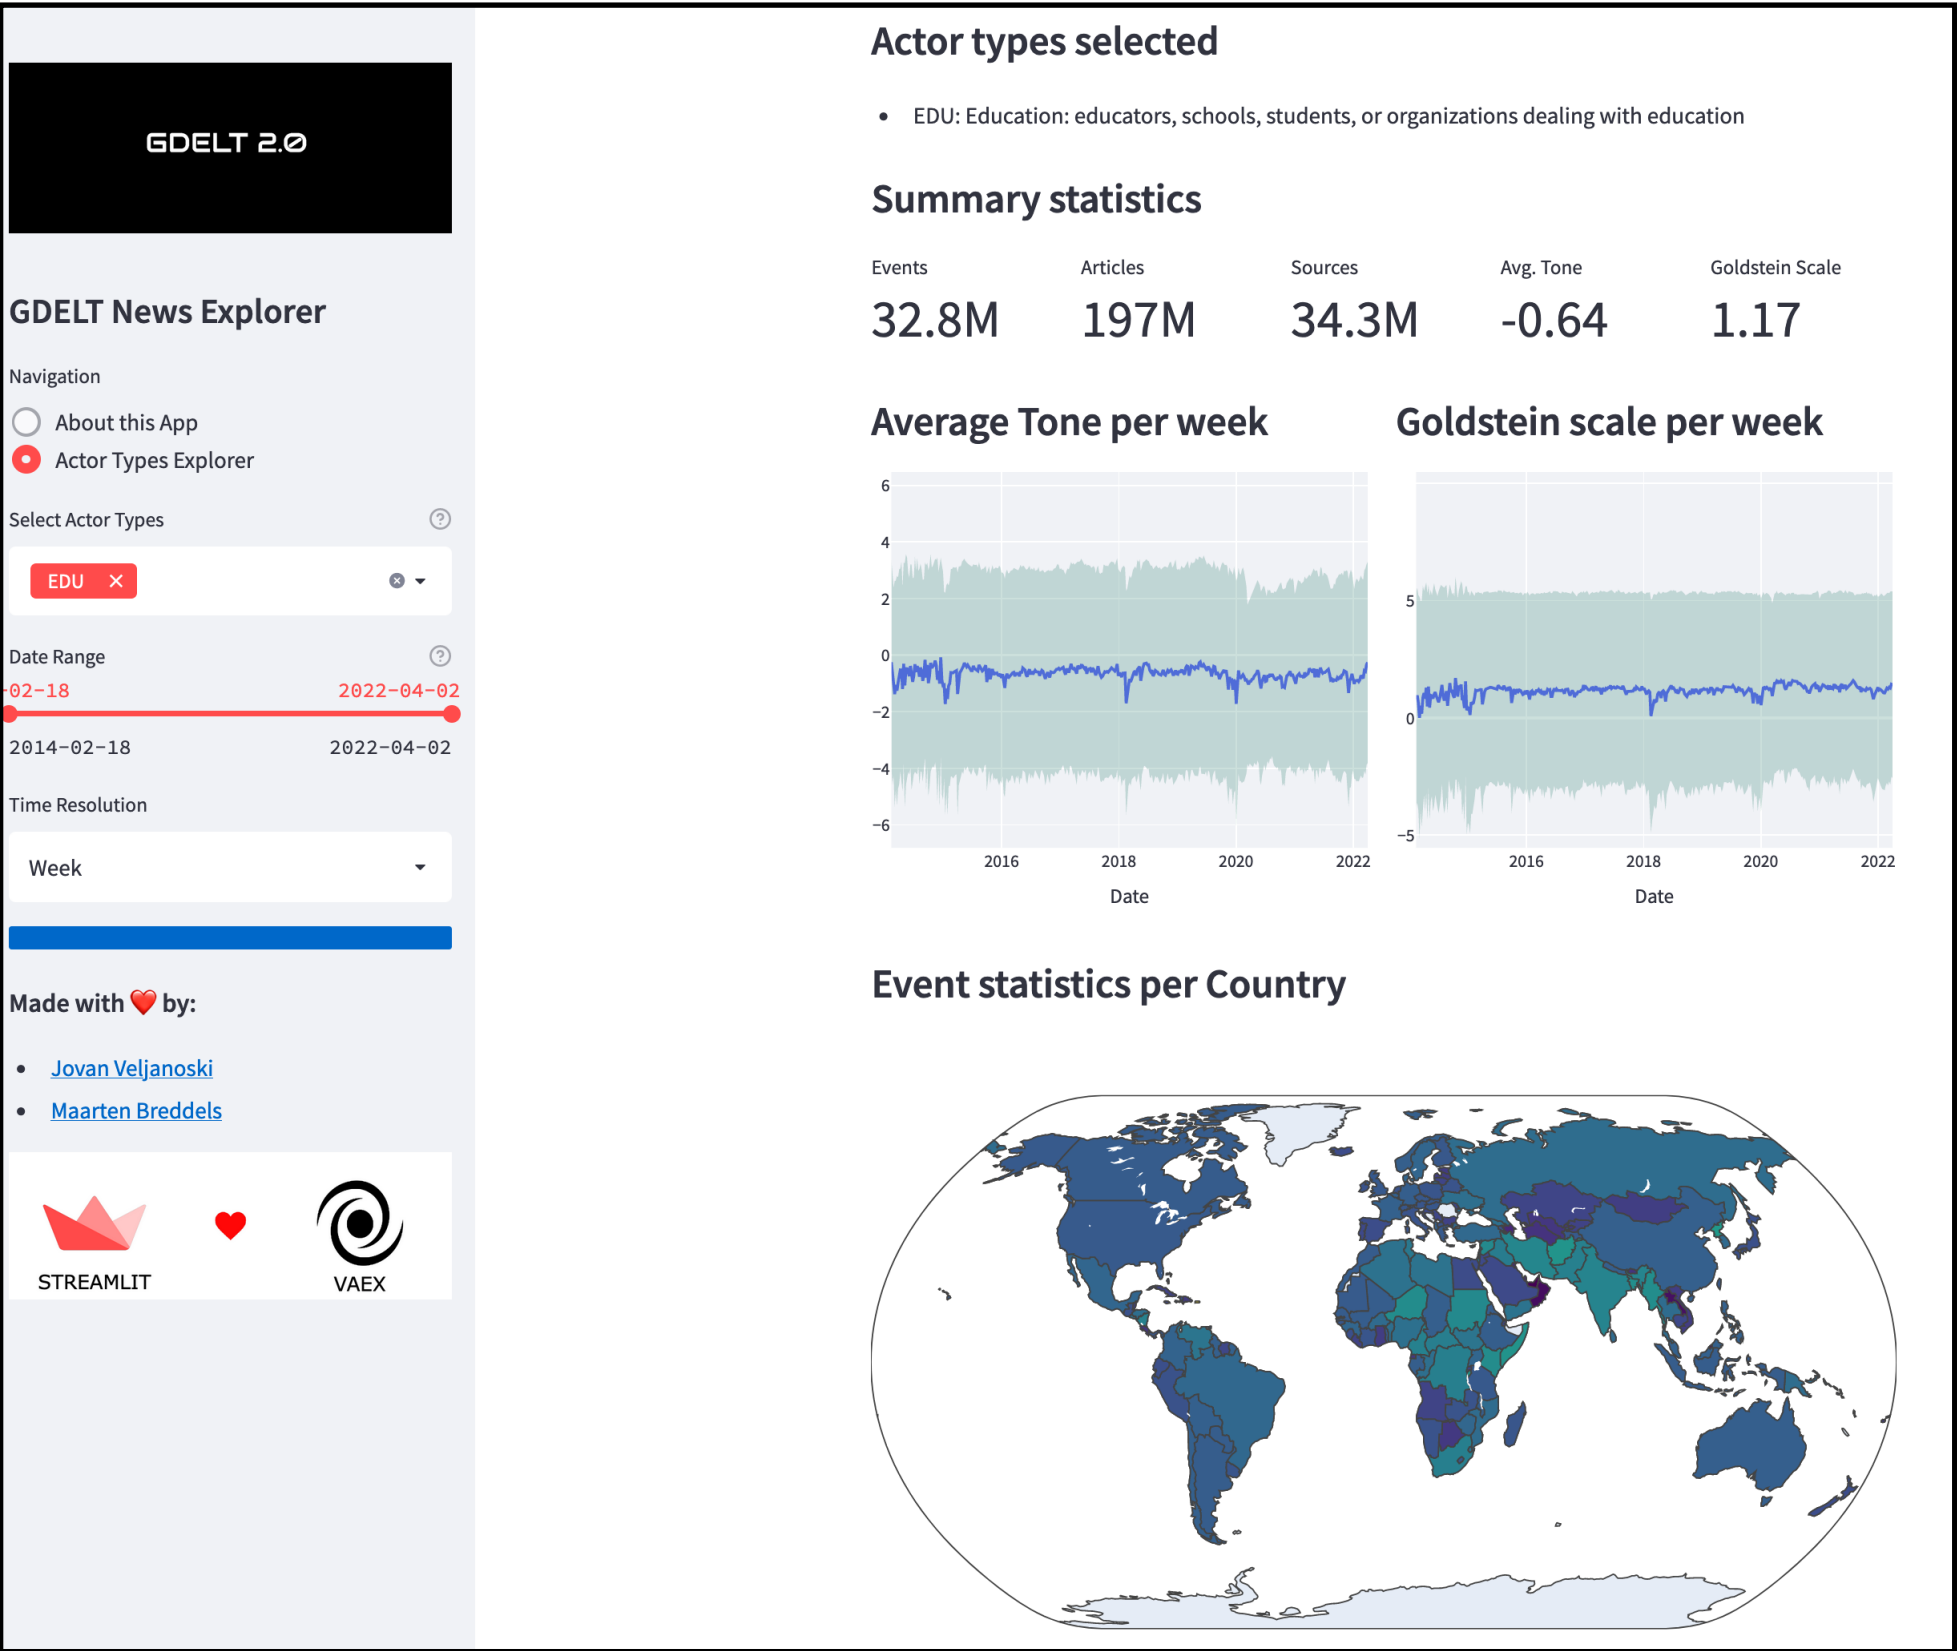 GDELT 2.0
GDELT News Explorer
Navigation
About this App
Actor Types Explorer
Select Actor Types
EDU
Date Range
-02-18 2022-04-02
2014-02-18 2022-04-02
Time Resolution
Week
Made with ❤️ by:
Jovan Veljanoski
Maarten Breddels
STREAMLIT VAEX
Actor types selected
EDU: Education: educators, schools, students, or organizations dealing with education
Summary statistics
Events Articles Sources Avg. Tone Goldstein Scale
32.8M 197M 34.3M -0.64 1.17
Average Tone per week
6
4
2
0
−2
−4
−6
2016 2018 2020 2022
Date
Goldstein scale per week
5
0
−5
2016 2018 2020 2022
Date
Event statistics per Country